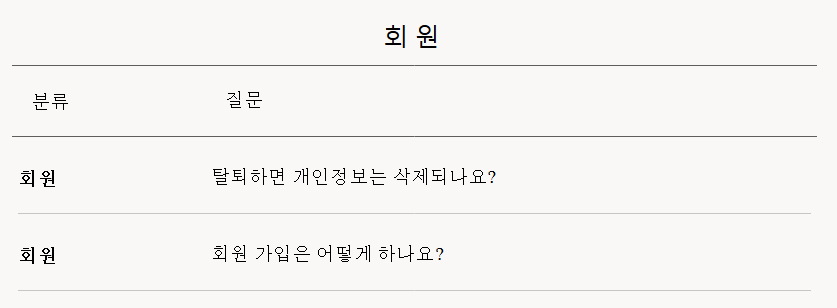 회 원
분류 질문
회원 탈퇴하면 개인정보는 삭제되나요?
회원 회원 가입은 어떻게 하나요?